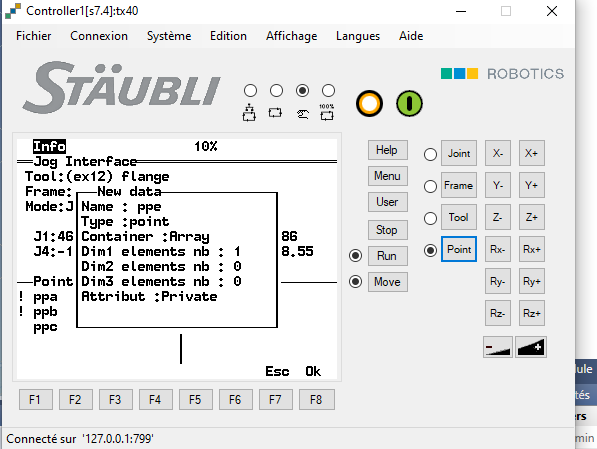 Controller1[s7.4]:tx40
Fichier Connexion Système Edition Affichage Langues Aide
STÄUBLI
ROBOTICS
100%
Info 10%
Jog Interface
Tool:(ex12) flange
Frame:
Mode:J
New data
Name : ppe
Type :point
Container :Array
Dim1 elements nb : 1
Dim2 elements nb : 0
Dim3 elements nb : 0
Attribut :Private
J1:46 86
J4:-1 8.55
Point
! ppa
! ppb
ppc
Esc Ok
F1 F2 F3 F4 F5 F6 F7 F8
Help
Menu
User
Stop
Run
Move
Joint X- X+
Frame Y- Y+
Tool Z- Z+
Point Rx- Rx+
Ry- Ry+
Rz- Rz+
- +
Connecté sur '127.0.0.1:799'
dule
tés
ers
min